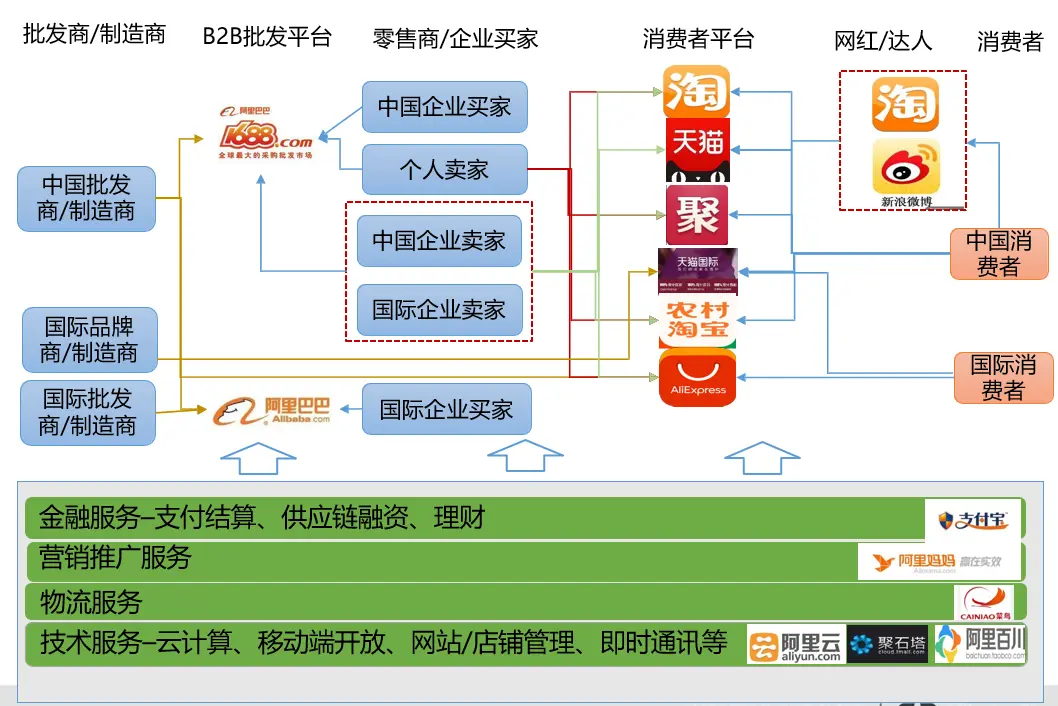 批发商/制造商
B2B批发平台
零售商/企业买家
消费者平台
网红/达人
消费者
阿里巴巴
1688.com
全球最大的采购批发市场
中国企业买家
个人卖家
中国企业卖家
国际企业卖家
国际企业买家
中国批发
商/制造商
国际品牌
商/制造商
国际批发
商/制造商
阿里巴巴
Alibaba.com
淘
天猫
聚
天猫国际
农村
淘宝
AliExpress
淘
新浪微博
中国消
费者
国际消
费者
金融服务–支付结算、供应链融资、理财
支付宝
营销推广服务
阿里妈妈 赢在实效
Alimama.com
物流服务
CAINIAO菜鸟
技术服务–云计算、移动端开放、网站/店铺管理、即时通讯等
阿里云
aliyun.com
聚石塔
cloud.tmall.com
阿里百川
baichuan.taobao.com